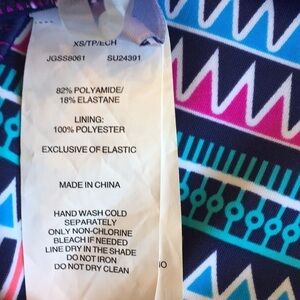 XS/TP/ECH
JGSS8061 SU24391
82% POLYAMIDE/
18% ELASTANE
LINING:
100% POLYESTER
EXCLUSIVE OF ELASTIC
MADE IN CHINA
HAND WASH COLD
SEPARATELY
ONLY NON-CHLORINE
BLEACH IF NEEDED
LINE DRY IN THE SHADE
DO NOT IRON
DO NOT DRY CLEAN